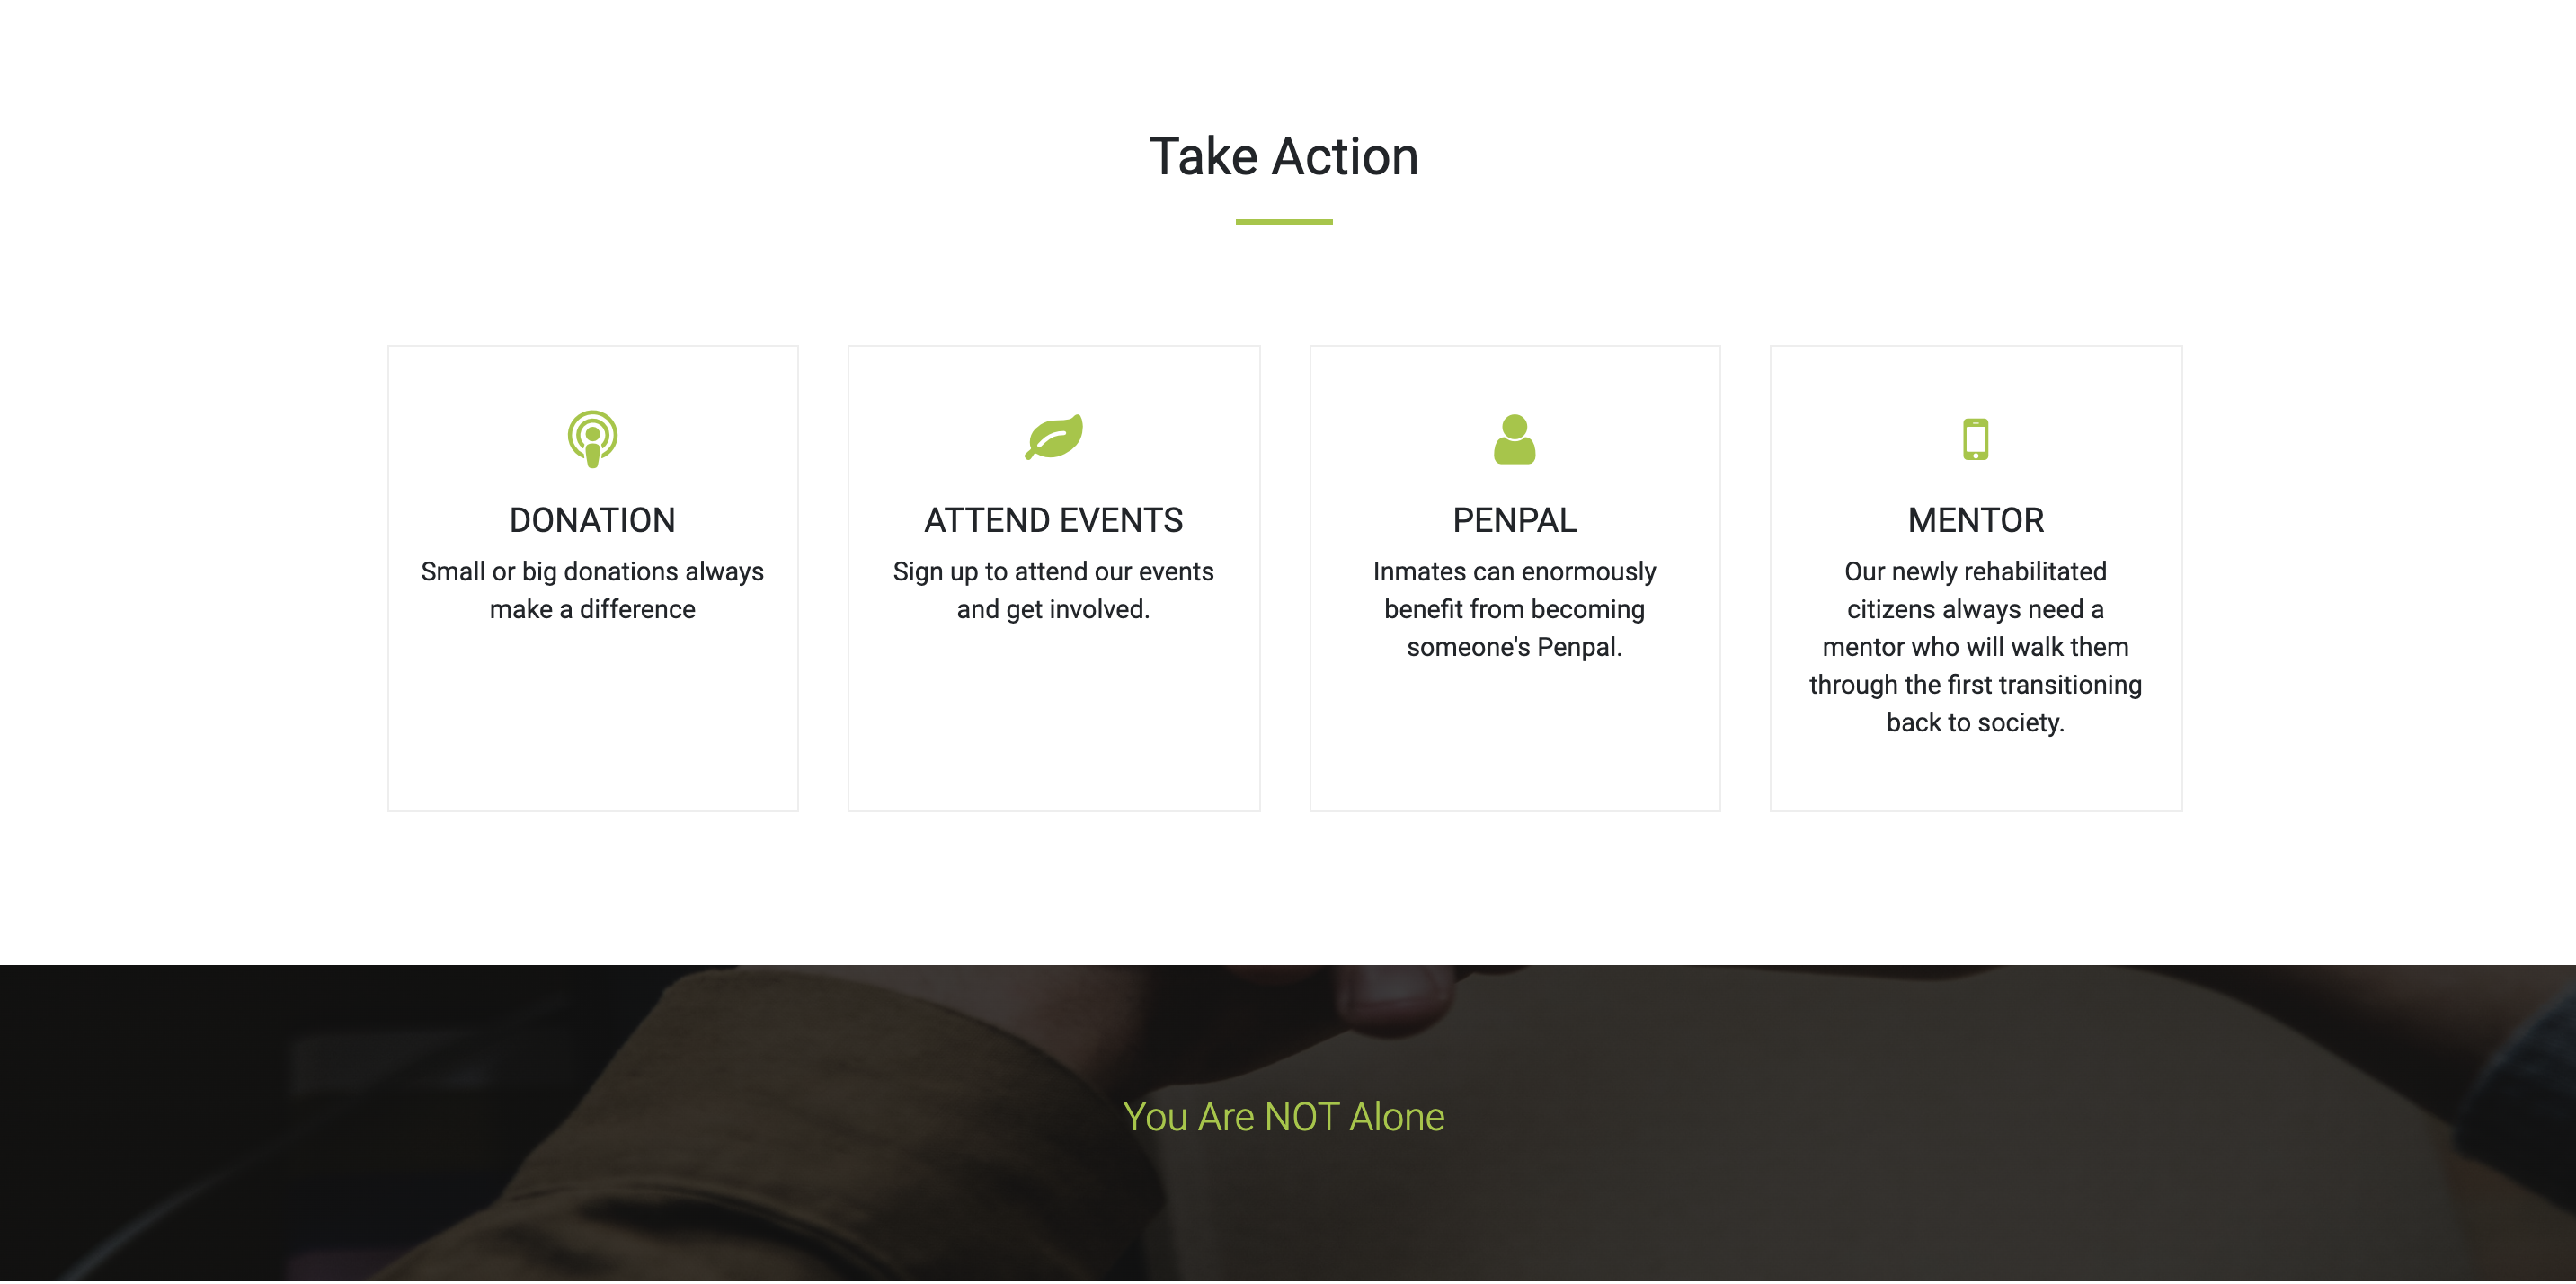 Take Action
DONATION
Small or big donations always
make a difference
ATTEND EVENTS
Sign up to attend our events
and get involved.
PENPAL
Inmates can enormously
benefit from becoming
someone's Penpal.
MENTOR
Our newly rehabilitated
citizens always need a
mentor who will walk them
through the first transitioning
back to society.
You Are NOT Alone